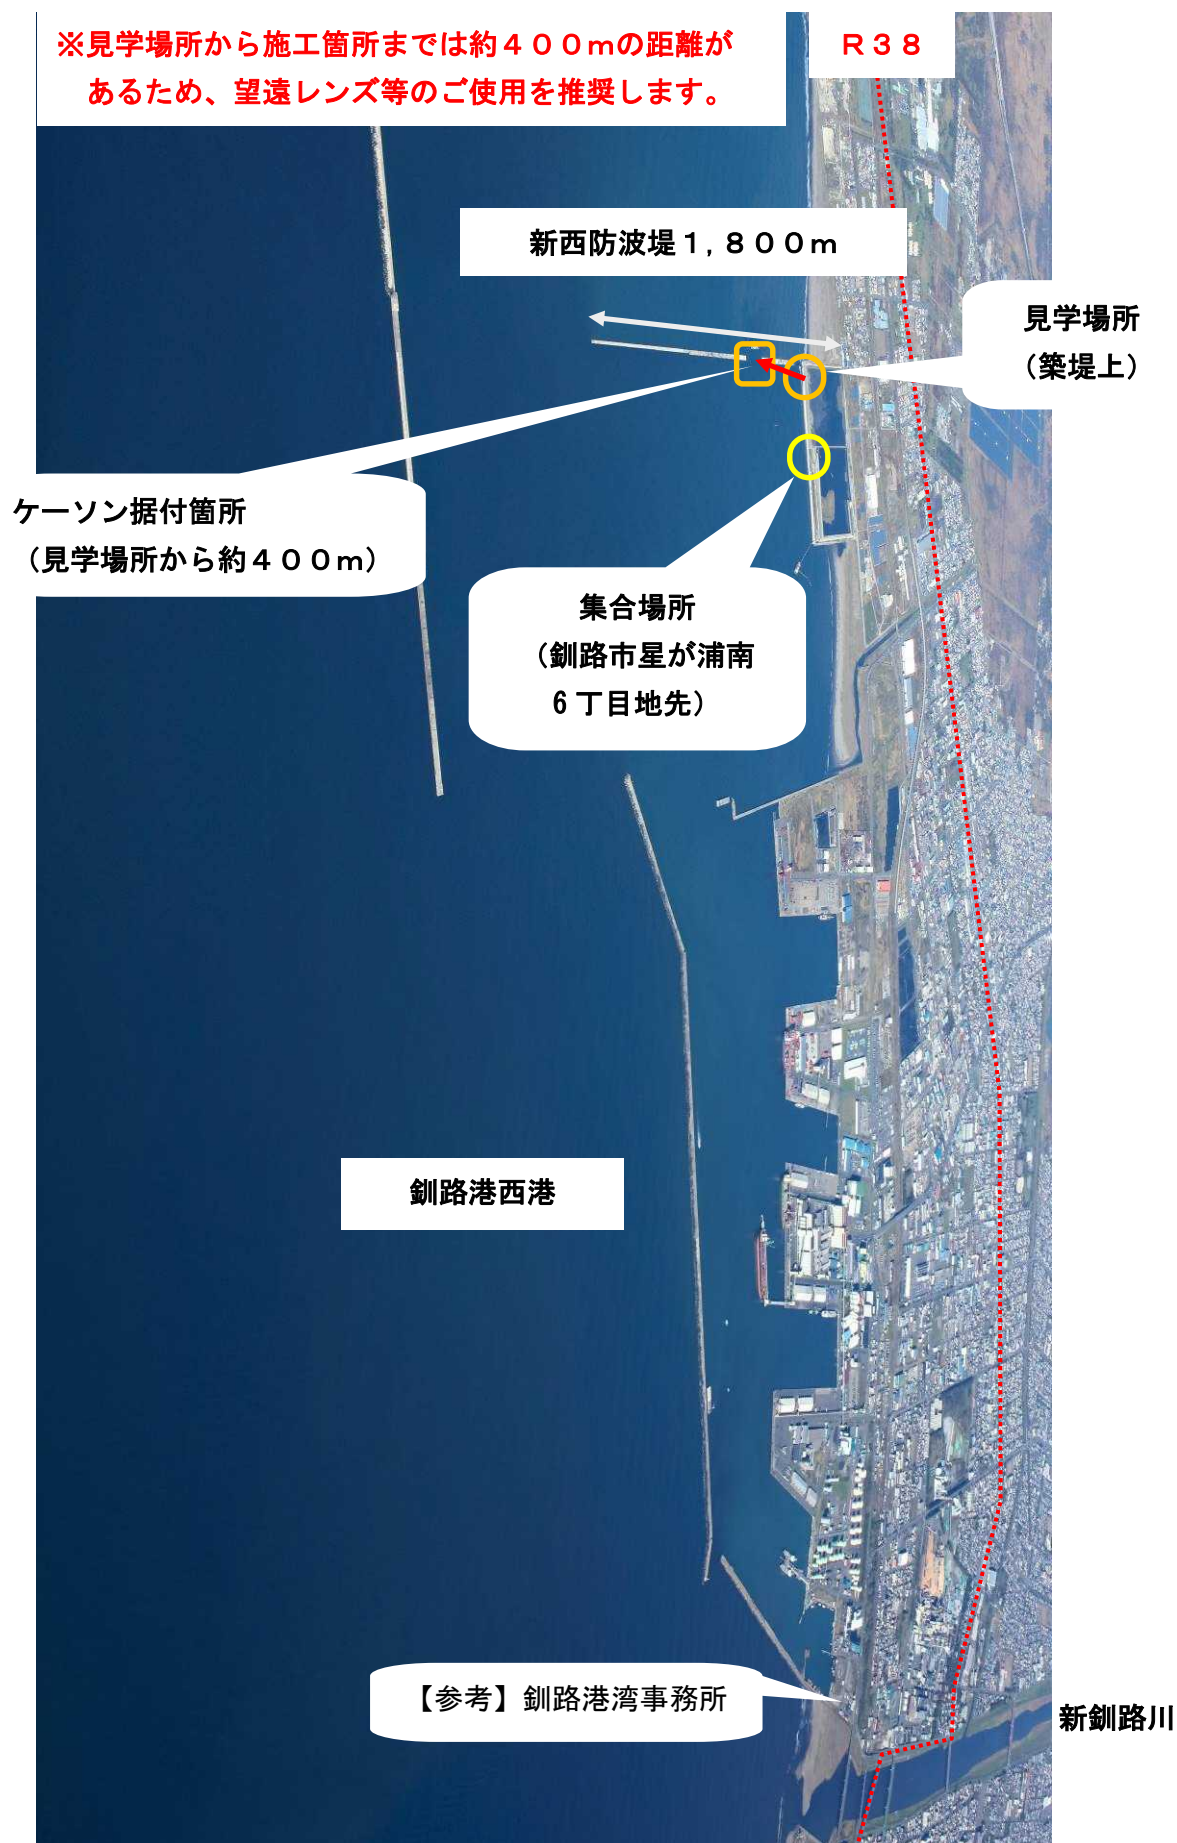 ※見学場所から施工箇所までは約４００ｍの距離が
あるため、望遠レンズ等のご使用を推奨します。
Ｒ３８
新西防波堤１,８００ｍ
見学場所
（築堤上）
ケーソン据付箇所
（見学場所から約４００ｍ）
集合場所
（釧路市星が浦南
６丁目地先）
釧路港西港
【参考】釧路港湾事務所
新釧路川